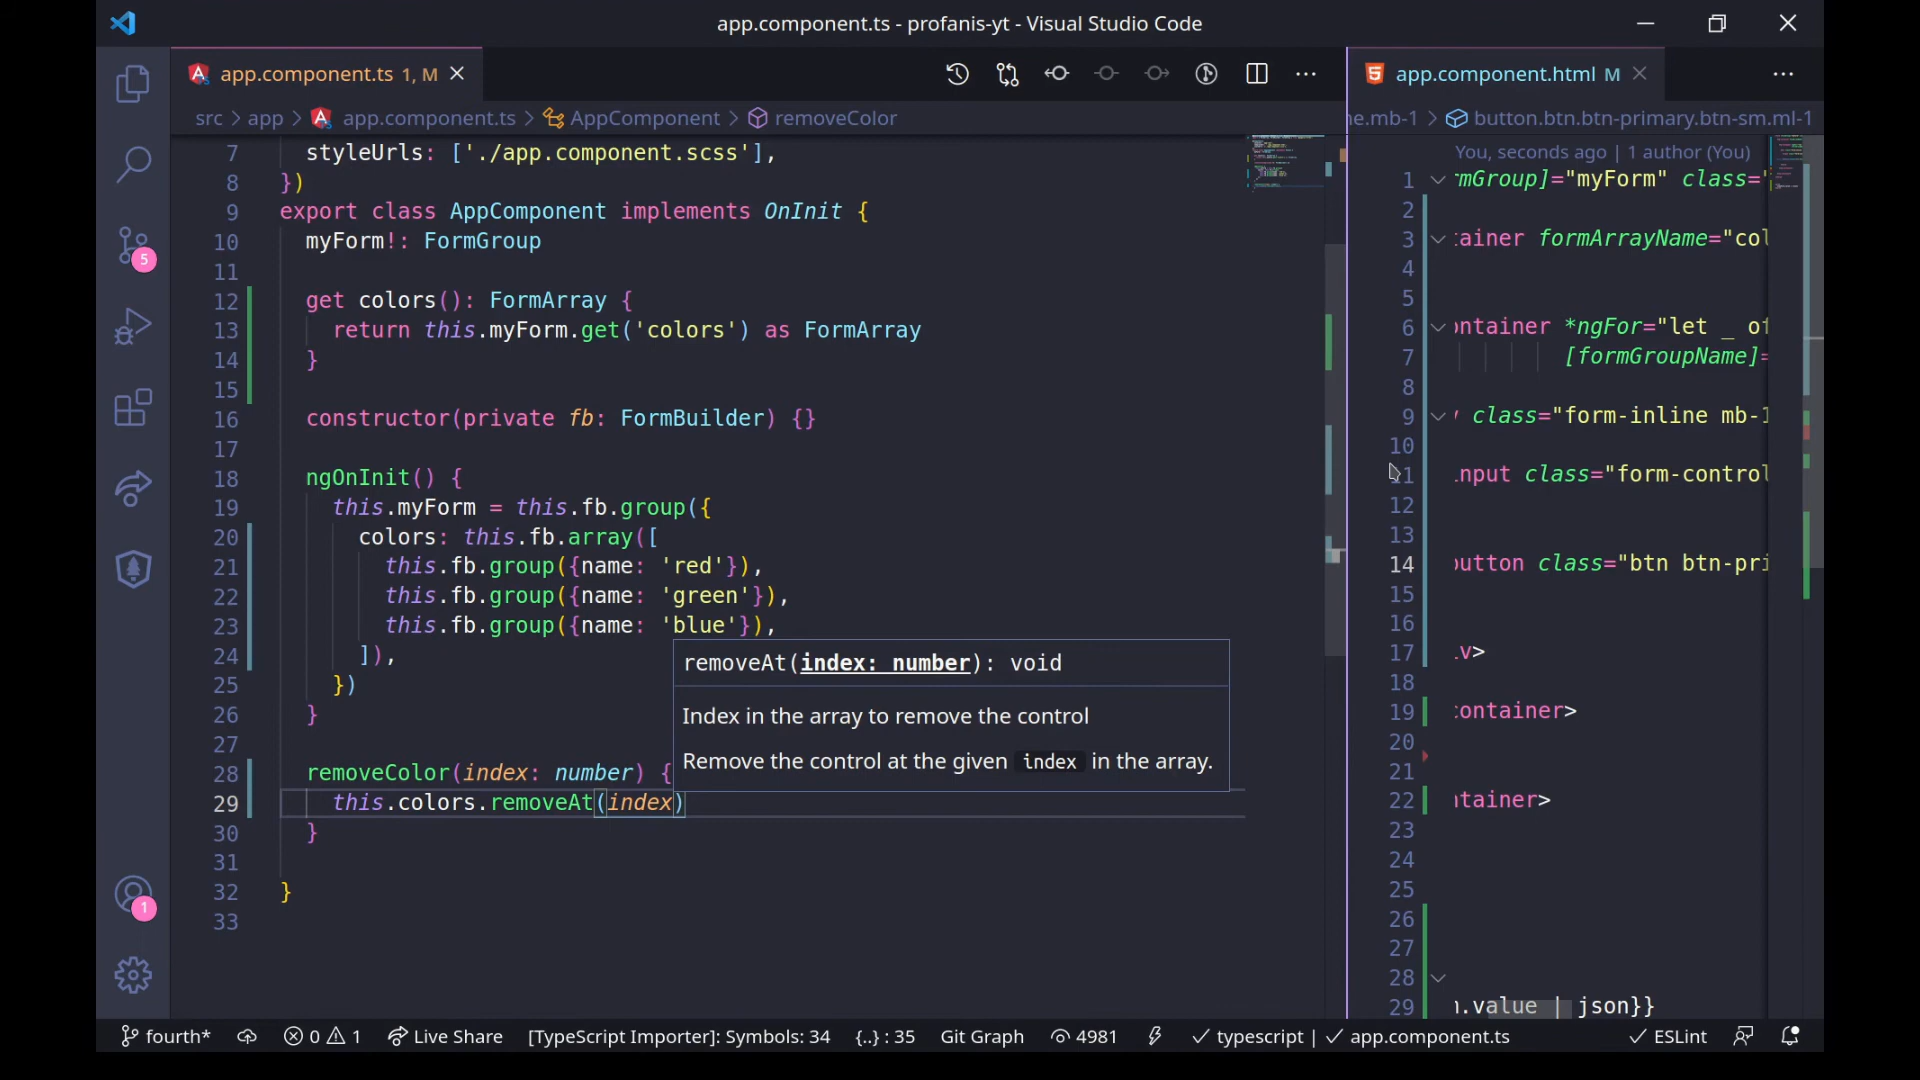 app.component.ts - profanis-yt - Visual Studio Code
app.component.ts 1, M
src > app > app.component.ts > AppComponent > removeColor
7 styleUrls: ['./app.component.scss'],
8 })
9 export class AppComponent implements OnInit {
10 myForm!: FormGroup
11
12 get colors(): FormArray {
13 return this.myForm.get('colors') as FormArray
14 }
15
16 constructor(private fb: FormBuilder) {}
17
18 ngOnInit() {
19 this.myForm = this.fb.group({
20 colors: this.fb.array([
21 this.fb.group({name: 'red'}),
22 this.fb.group({name: 'green'}),
23 this.fb.group({name: 'blue'}),
24 ]),
25 })
26 }
27
28 removeColor(index: number) {
29 this.colors.removeAt(index)
30 }
31
32 }
33
removeAt(index: number): void
Index in the array to remove the control
Remove the control at the given index in the array.
app.component.html M
ne.mb-1 > button.btn.btn-primary.btn-sm.ml-1
You, seconds ago | 1 author (You)
1 rmGroup]="myForm" class="
2
3 tainer formArrayName="col
4
5
6 ontainer *ngFor="let _ of
7 [formGroupName]=
8
9 class="form-inline mb-1
10
11 input class="form-control
12
13
14 button class="btn btn-pri
15
16
17 iv>
18
19 container>
20
21
22 ntainer>
23
24
25
26
27
28
29 m.value | json}}
5
1
fourth* 0 1 Live Share [TypeScript Importer]: Symbols: 34 {..} : 35 Git Graph 4981 typescript | app.component.ts ESLint